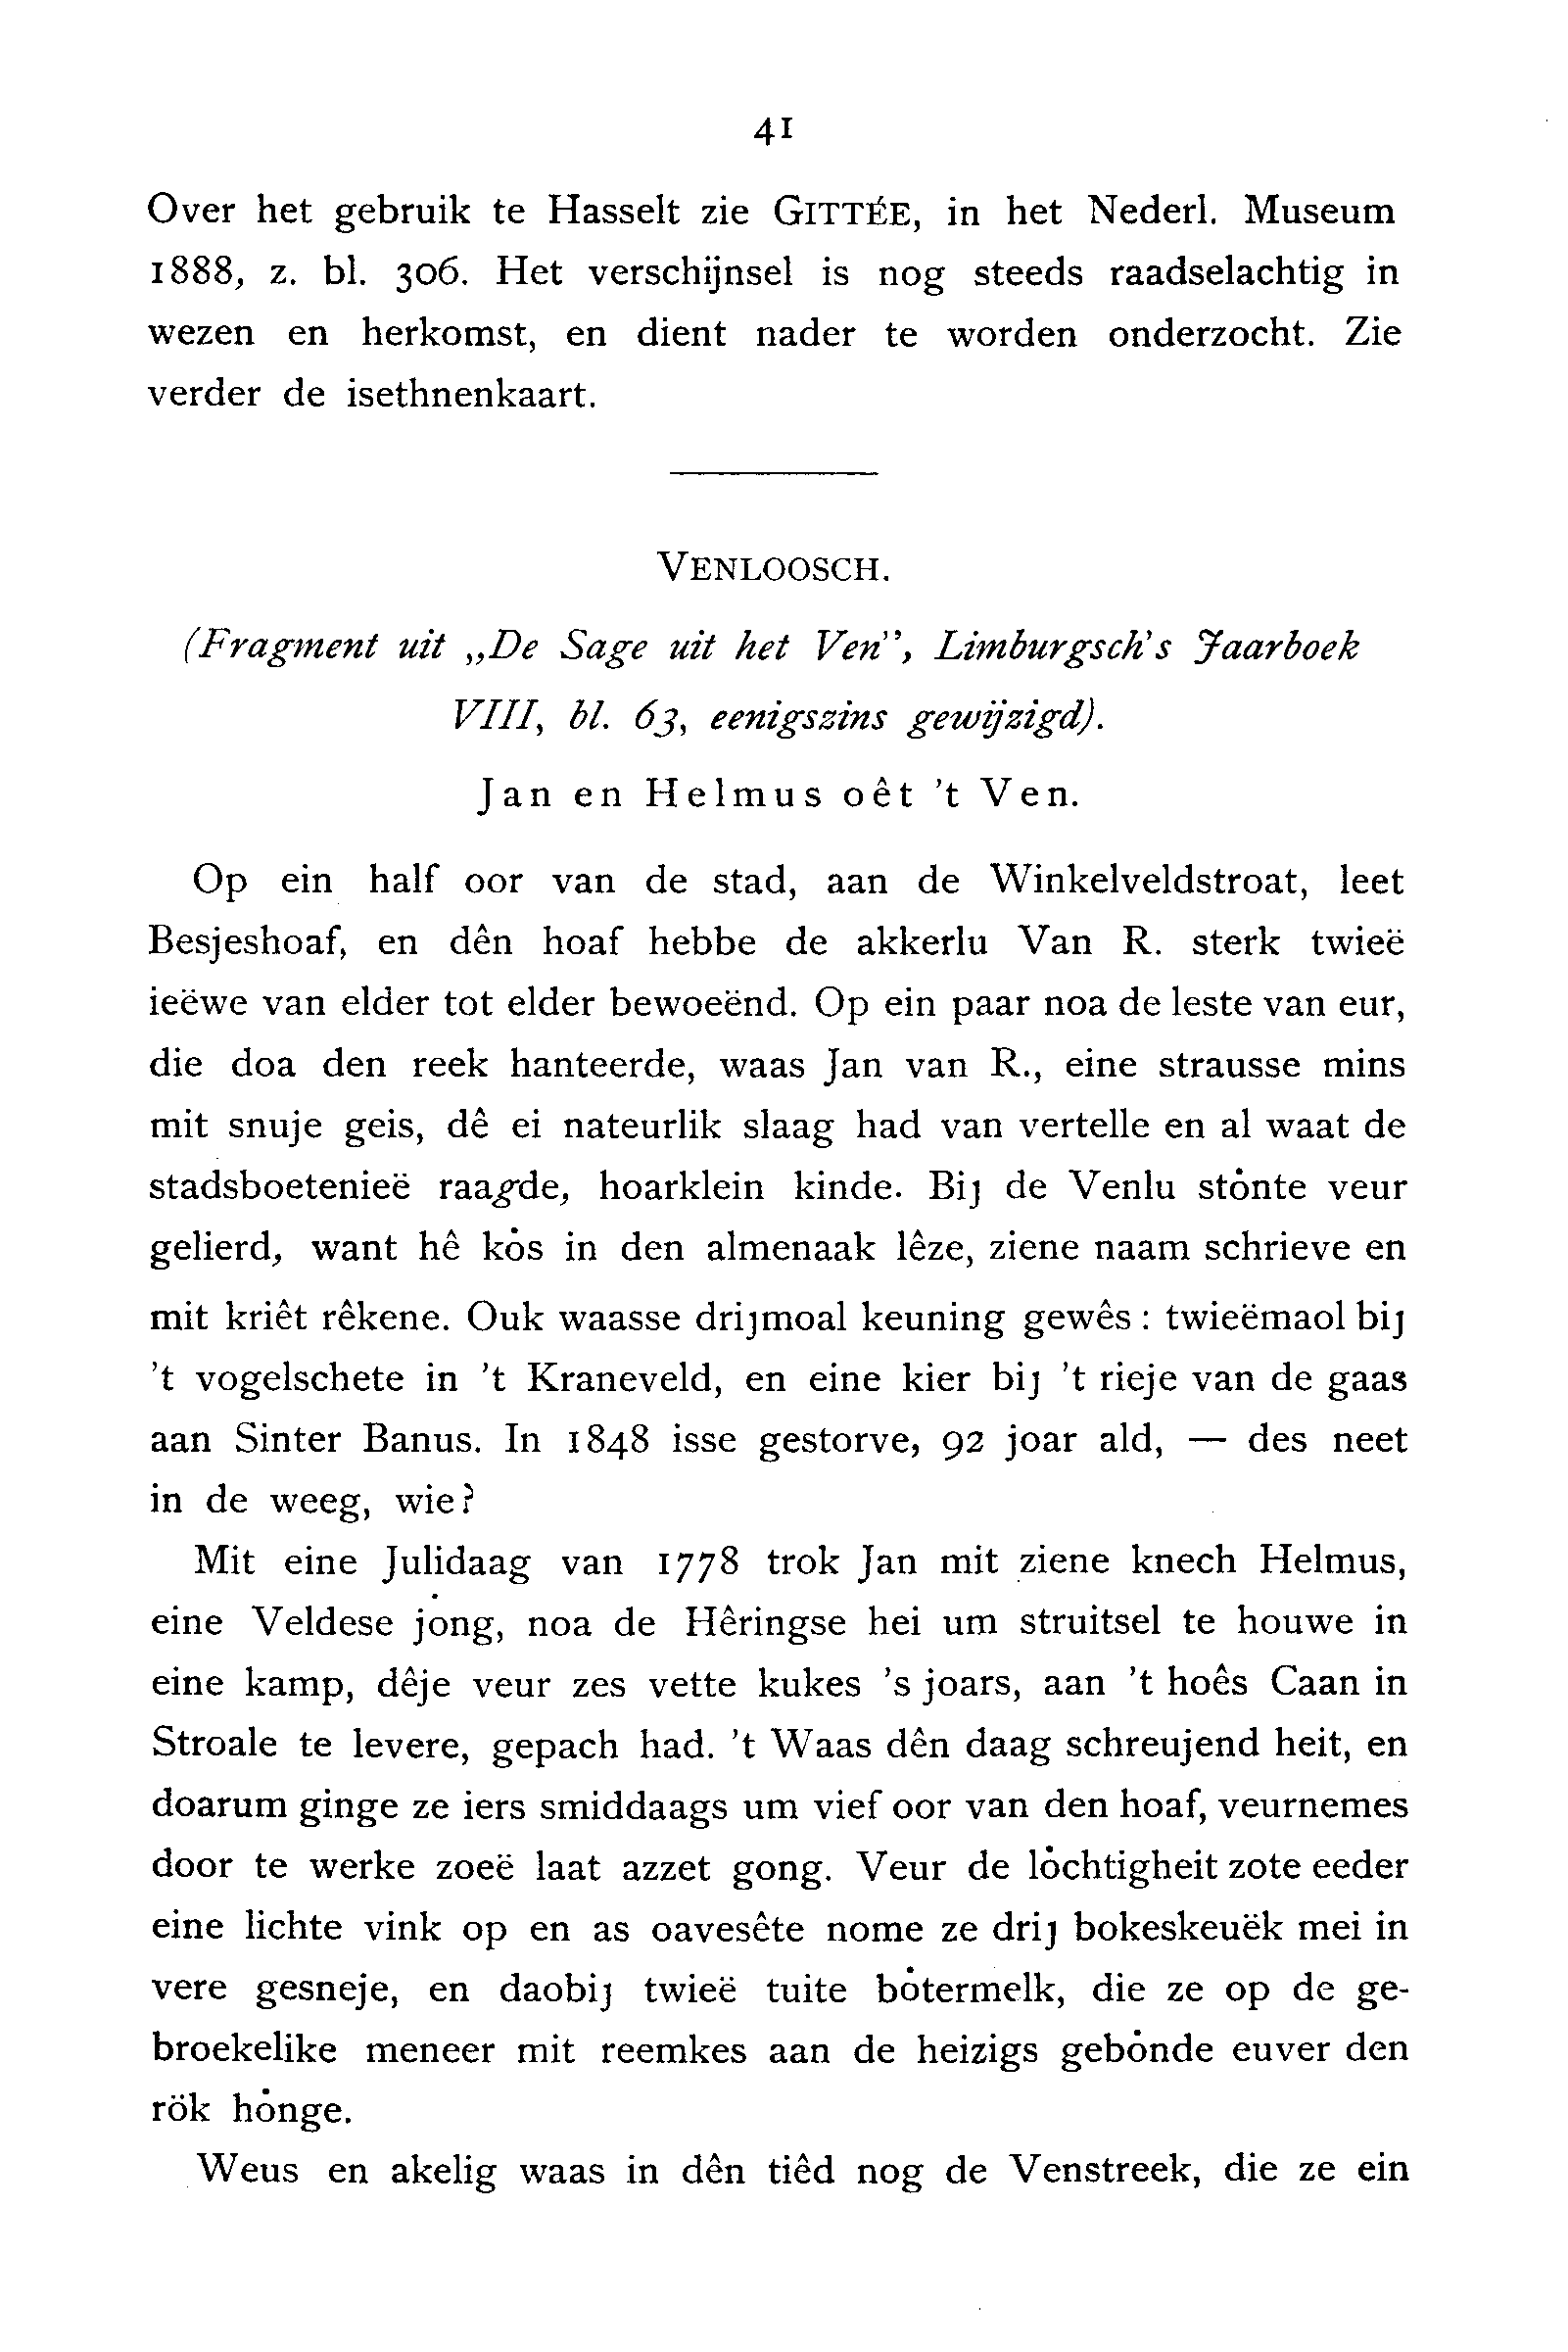 41
Over het gebruik te Hasselt zie GITTÉE, in het Nederl. Museum
1888, z. bl. 306. Het verschijnsel is nog steeds raadselachtig in
wezen en herkomst, en dient nader te worden onderzocht. Zie
verder de isethnenkaart.
VENLOOSCH.
(Fragment uit „De Sage uit het Ven”, Limburgsch's Jaarboek
VIII, bl. 63, eenigszins gewijzigd).
Jan en Helmus oêt 't Ven.
Op ein half oor van de stad, aan de Winkelveldstroat, leet
Besjeshoaf, en dên hoaf hebbe de akkerlu Van R. sterk twieë
ieëwe van elder tot elder bewoeënd. Op ein paar noa de leste van eur,
die doa den reek hanteerde, waas Jan van R., eine strausse mins
mit snuje geis, dê ei nateurlik slaag had van vertelle en al waat de
stadsboetenieë raagde, hoarklein kinde. Bij de Venlu stȯnte veur
gelierd, want hê kȯs in den almenaak lêze, ziene naam schrieve en
mit kriêt rêkene. Ouk waasse drijmoal keuning gewês : twieëmaol bij
't vogelschete in 't Kraneveld, en eine kier bij 't rieje van de gaas
aan Sinter Banus. In 1848 isse gestorve, 92 joar ald, — des neet
in de weeg, wie?
Mit eine Julidaag van 1778 trok Jan mit ziene knech Helmus,
eine Veldese jȯng, noa de Hêringse hei um struitsel te houwe in
eine kamp, dêje veur zes vette kukes 's joars, aan 't hoês Caan in
Stroale te levere, gepach had. 't Waas dên daag schreujend heit, en
doarum ginge ze iers smiddaags um vief oor van den hoaf, veurnemes
door te werke zoeë laat azzet gong. Veur de lȯchtigheit zote eeder
eine lichte vink op en as oavesête nome ze drij bokeskeuëk mei in
vere gesneje, en daobij twieë tuite bȯtermelk, die ze op de ge-
broekelike meneer mit reemkes aan de heizigs gebȯnde euver den
rök hȯnge.
Weus en akelig waas in dên tiêd nog de Venstreek, die ze ein